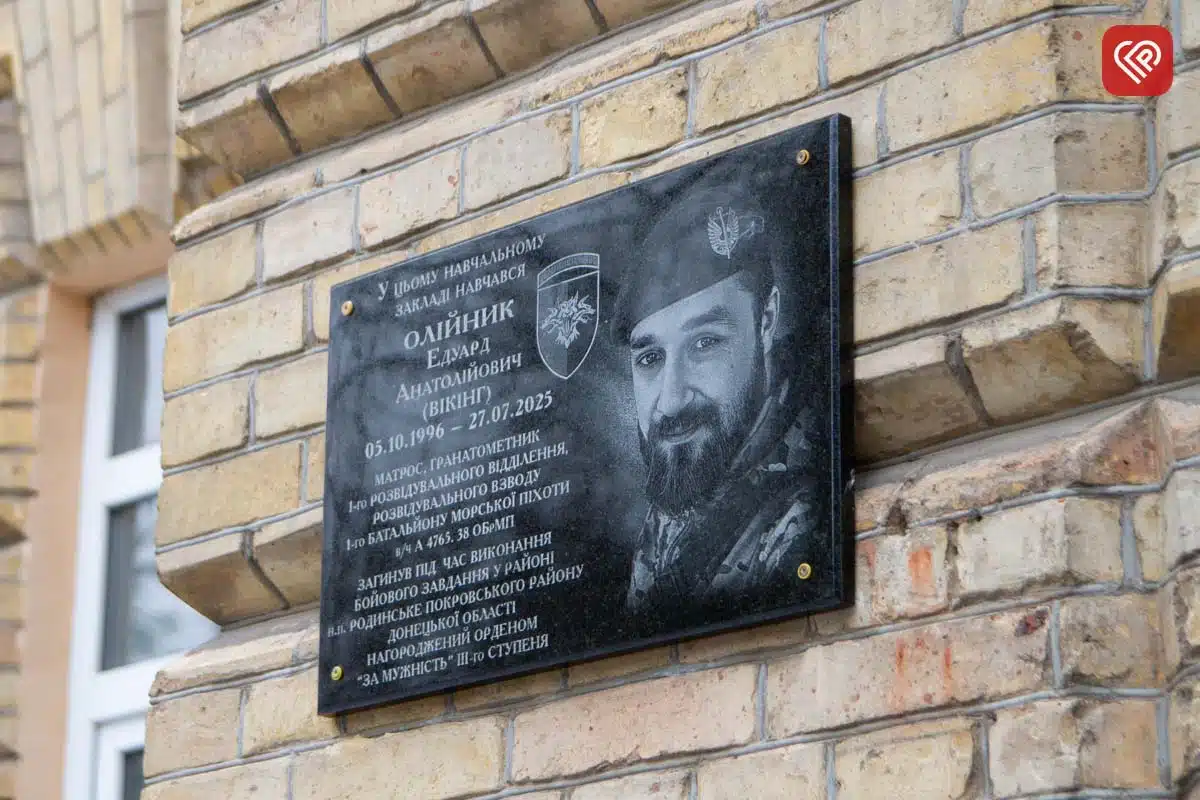 У ЦЬОМУ НАВЧАЛЬНОМУ
ЗАКЛАДІ НАВЧАВСЯ
ОЛІЙНИК
ЕДУАРД
АНАТОЛІЙОВИЧ
(ВІКІНГ)
05.10.1996 – 27.07.2025
МАТРОС, ГРАНАТОМЕТНИК
1-го РОЗВІДУВАЛЬНОГО ВІДДІЛЕННЯ,
РОЗВІДУВАЛЬНОГО ВЗВОДУ
1-го БАТАЛЬЙОНУ МОРСЬКОЇ ПІХОТИ
в/ч А 4765. 38 ОБрМП
ЗАГИНУВ ПІД ЧАС ВИКОНАННЯ
БОЙОВОГО ЗАВДАННЯ У РАЙОНІ
н.п. РОДИНСЬКЕ ПОКРОВСЬКОГО РАЙОНУ
ДОНЕЦЬКОЇ ОБЛАСТІ
НАГОРОДЖЕНИЙ ОРДЕНОМ
"ЗА МУЖНІСТЬ" ІІІ-го СТУПЕНЯ